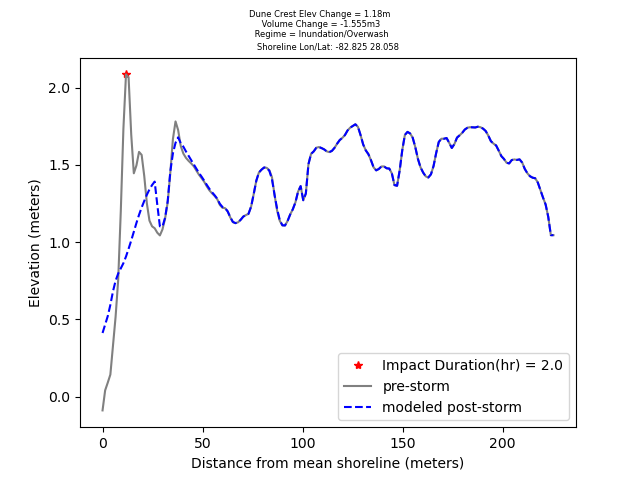 Dune Crest Elev Change = 1.18m
Volume Change = -1.555m3
Regime = Inundation/Overwash
Shoreline Lon/Lat: -82.825 28.058
2.0
1.5
1.0
0.5
0.0
Elevation (meters)
Impact Duration(hr) = 2.0
pre-storm
modeled post-storm
0
50
100
150
200
Distance from mean shoreline (meters)